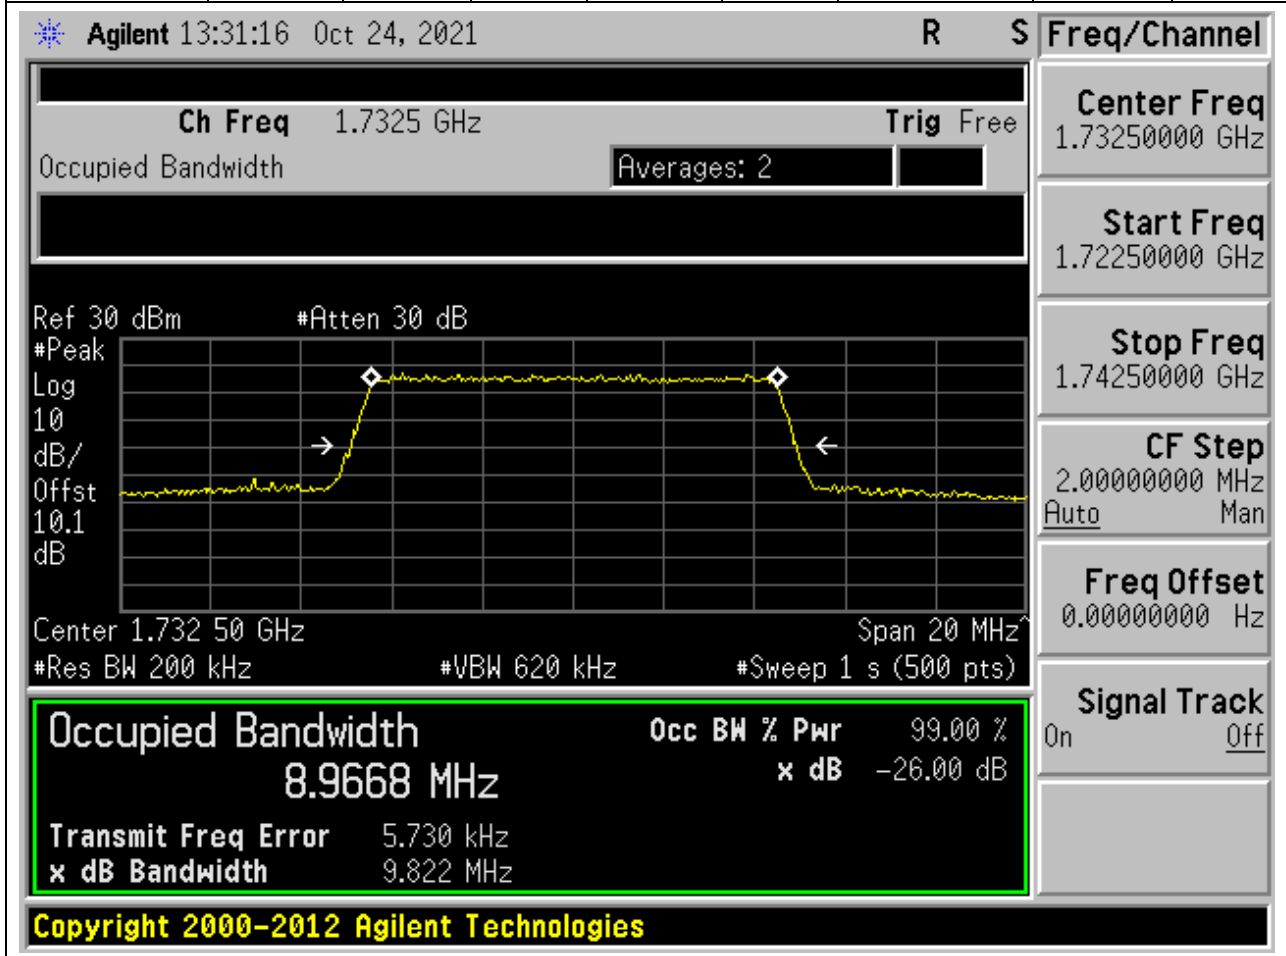 Agilent 13:31:16 Oct 24, 2021 R S
Freq/Channel
Ch Freq 1.7325 GHz Trig Free
Occupied Bandwidth Averages: 2
Center Freq
1.73250000 GHz
Start Freq
1.72250000 GHz
Stop Freq
1.74250000 GHz
CF Step
2.00000000 MHz
Auto Man
Freq Offset
0.00000000 Hz
Signal Track
On Off
Ref 30 dBm #Atten 30 dB
#Peak
Log
10
dB/
Offst
10.1
dB
Center 1.732 50 GHz Span 20 MHz^
#Res BW 200 kHz #VBW 620 kHz #Sweep 1 s (500 pts)
Occupied Bandwidth Occ BW % Pwr 99.00 %
8.9668 MHz x dB -26.00 dB
Transmit Freq Error 5.730 kHz
x dB Bandwidth 9.822 MHz
Copyright 2000-2012 Agilent Technologies